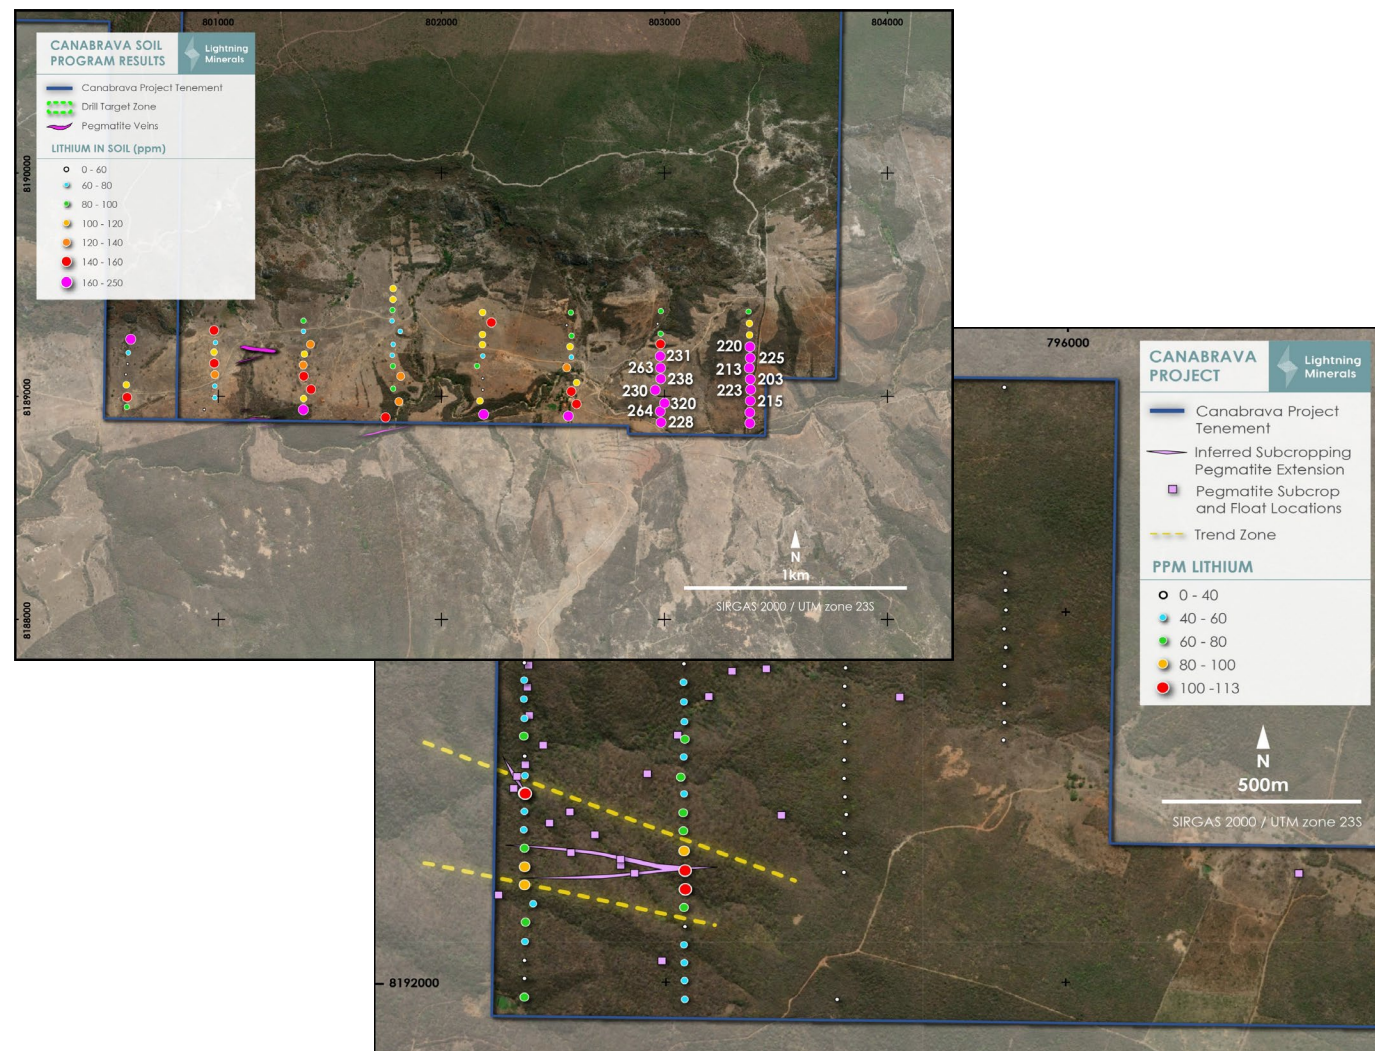 801000
802000
803000
804000
CANABRAVA SOIL
PROGRAM RESULTS
Lightning
Minerals
Canabrava Project Tenement
Drill Target Zone
Pegmatite Veins
LITHIUM IN SOIL (ppm)
0 - 60
60 - 80
80 - 100
100 - 120
120 - 140
140 - 160
160 - 250
8190000
8189000
8188000
231
263
238
230
320
264
228
220
225
213
203
223
215
N
1km
SIRGAS 2000 / UTM zone 23S
796000
CANABRAVA
PROJECT
Lightning
Minerals
Canabrava Project
Tenement
Inferred Subcropping
Pegmatite Extension
Pegmatite Subcrop
and Float Locations
Trend Zone
PPM LITHIUM
0 - 40
40 - 60
60 - 80
80 - 100
100 -113
N
500m
SIRGAS 2000 / UTM zone 23S
8192000